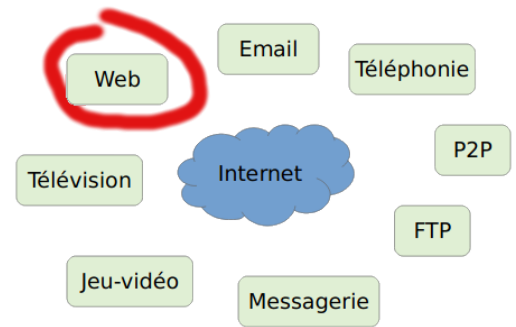 Email
Web
Téléphonie
P2P
Internet
Télévision
FTP
Jeu-vidéo
Messagerie